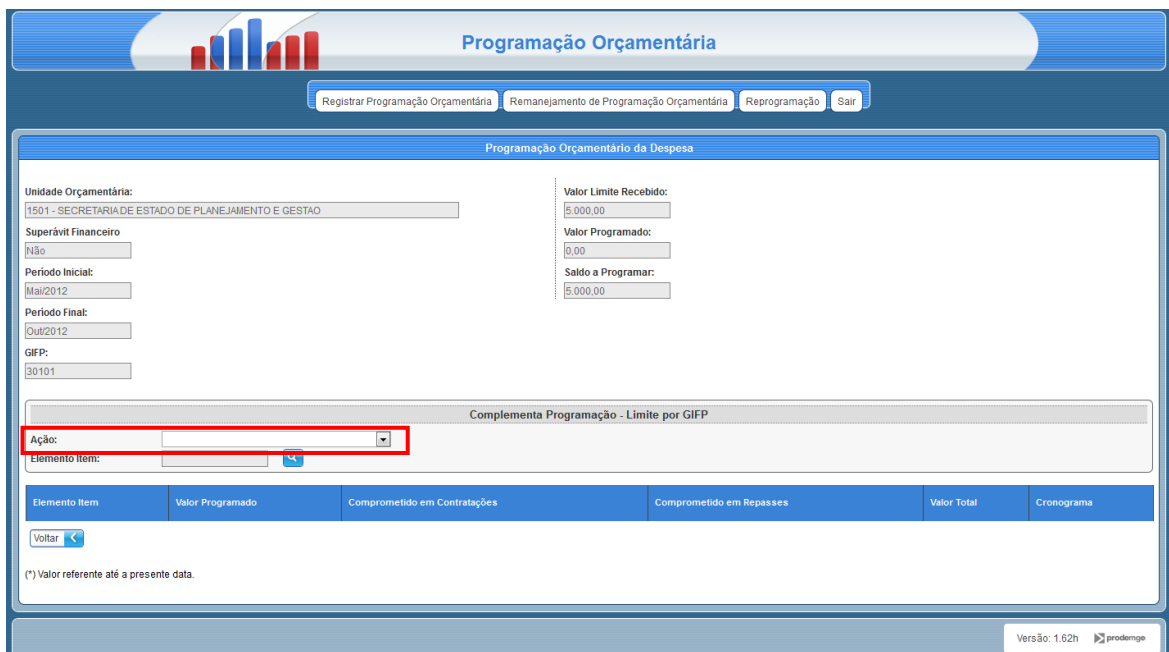 Programação Orçamentária
Registrar Programação Orçamentária Remanejamento de Programação Orçamentária Reprogramação Sair
Programação Orçamentário da Despesa
Unidade Orçamentária:
1501 - SECRETARIA DE ESTADO DE PLANEJAMENTO E GESTAO
Superávit Financeiro
Não
Período Inicial:
Mai/2012
Período Final:
Out/2012
GIFP:
30101
Valor Limite Recebido:
5.000,00
Valor Programado:
0,00
Saldo a Programar:
5.000,00
Complementa Programação - Limite por GIFP
Ação:
Elemento Item:
Elemento Item Valor Programado Comprometido em Contratações Comprometido em Repasses Valor Total Cronograma
Voltar
(*) Valor referente até a presente data.
Versão: 1.62h prodemge